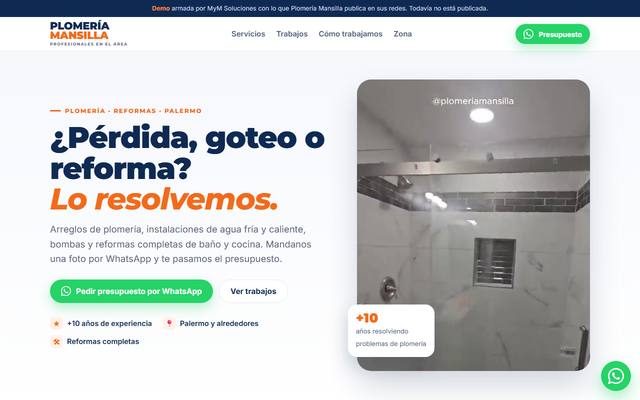 Demo armada por MyM Soluciones con lo que Plomería Mansilla publica en sus redes. Todavía no está publicada.
PLOMERÍA
MANSILLA
PROFESIONALES EN EL ÁREA
Servicios
Trabajos
Cómo trabajamos
Zona
Presupuesto
PLOMERÍA · REFORMAS · PALERMO
¿Pérdida, goteo o
reforma?
Lo resolvemos.
Arreglos de plomería, instalaciones de agua fría y caliente,
bombas y reformas completas de baño y cocina. Mandanos
una foto por WhatsApp y te pasamos el presupuesto.
Pedir presupuesto por WhatsApp
Ver trabajos
+10 años de experiencia
Palermo y alrededores
Reformas completas
@plomeriamansilla
+10
años resolviendo
problemas de plomería